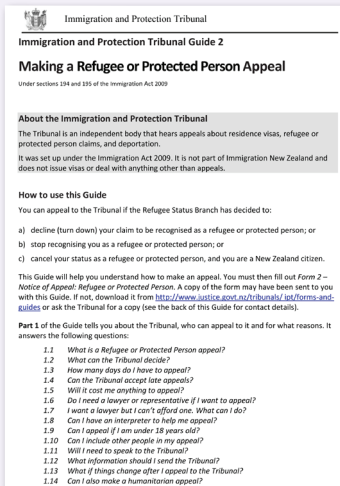 Immigration and Protection Tribunal
Immigration and Protection Tribunal Guide 2
Making a Refugee or Protected Person Appeal
Under sections 194 and 195 of the Immigration Act 2009
About the Immigration and Protection Tribunal
The Tribunal is an independent body that hears appeals about residence visas, refugee or
protected person claims, and deportation.
It was set up under the Immigration Act 2009. It is not part of Immigration New Zealand and
does not issue visas or deal with anything other than appeals.
How to use this Guide
You can appeal to the Tribunal if the Refugee Status Branch has decided to:
a) decline (turn down) your claim to be recognised as a refugee or protected person; or
b) stop recognising you as a refugee or protected person; or
c) cancel your status as a refugee or protected person, and you are a New Zealand citizen.
This Guide will help you understand how to make an appeal. You must then fill out Form 2 –
Notice of Appeal: Refugee or Protected Person. A copy of the form may have been sent to you
with this Guide. If not, download it from http://www.justice.govt.nz/tribunals/ ipt/forms-and-
guides or ask the Tribunal for a copy (see the back of this Guide for contact details).
Part 1 of the Guide tells you about the Tribunal, who can appeal to it and for what reasons. It
answers the following questions:
1.1 What is a Refugee or Protected Person appeal?
1.2 What can the Tribunal decide?
1.3 How many days do I have to appeal?
1.4 Can the Tribunal accept late appeals?
1.5 Will it cost me anything to appeal?
1.6 Do I need a lawyer or representative if I want to appeal?
1.7 I want a lawyer but I can't afford one. What can I do?
1.8 Can I have an interpreter to help me appeal?
1.9 Can I appeal if I am under 18 years old?
1.10 Can I include other people in my appeal?
1.11 Will I need to speak to the Tribunal?
1.12 What information should I send the Tribunal?
1.13 What if things change after I appeal to the Tribunal?
1.14 Can I also make a humanitarian appeal?